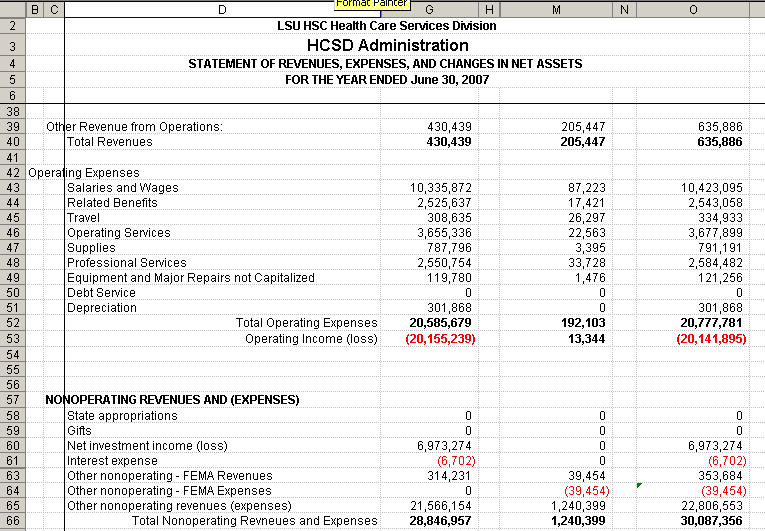 Format Painter
B C D G H M N O
2 LSU HSC Health Care Services Division
3 HCSD Administration
4 STATEMENT OF REVENUES, EXPENSES, AND CHANGES IN NET ASSETS
5 FOR THE YEAR ENDED June 30, 2007
6
38
39 Other Revenue from Operations: 430,439 205,447 635,886
40 Total Revenues 430,439 205,447 635,886
41
42 Operating Expenses
43 Salaries and Wages 10,335,872 87,223 10,423,095
44 Related Benefits 2,525,637 17,421 2,543,058
45 Travel 308,635 26,297 334,933
46 Operating Services 3,655,336 22,563 3,677,899
47 Supplies 787,796 3,395 791,191
48 Professional Services 2,550,754 33,728 2,584,482
49 Equipment and Major Repairs not Capitalized 119,780 1,476 121,256
50 Debt Service 0 0 0
51 Depreciation 301,868 0 301,868
52 Total Operating Expenses 20,585,679 192,103 20,777,781
53 Operating Income (loss) (20,155,239) 13,344 (20,141,895)
54
55
56
57 NONOPERATING REVENUES AND (EXPENSES)
58 State appropriations 0 0 0
59 Gifts 0 0 0
60 Net investment income (loss) 6,973,274 0 6,973,274
61 Interest expense (6,702) 0 (6,702)
63 Other nonoperating - FEMA Revenues 314,231 39,454 353,684
64 Other nonoperating - FEMA Expenses 0 (39,454) (39,454)
65 Other nonoperating revenues (expenses) 21,566,154 1,240,399 22,806,553
66 Total Nonoperating Revneues and Expenses 28,846,957 1,240,399 30,087,356